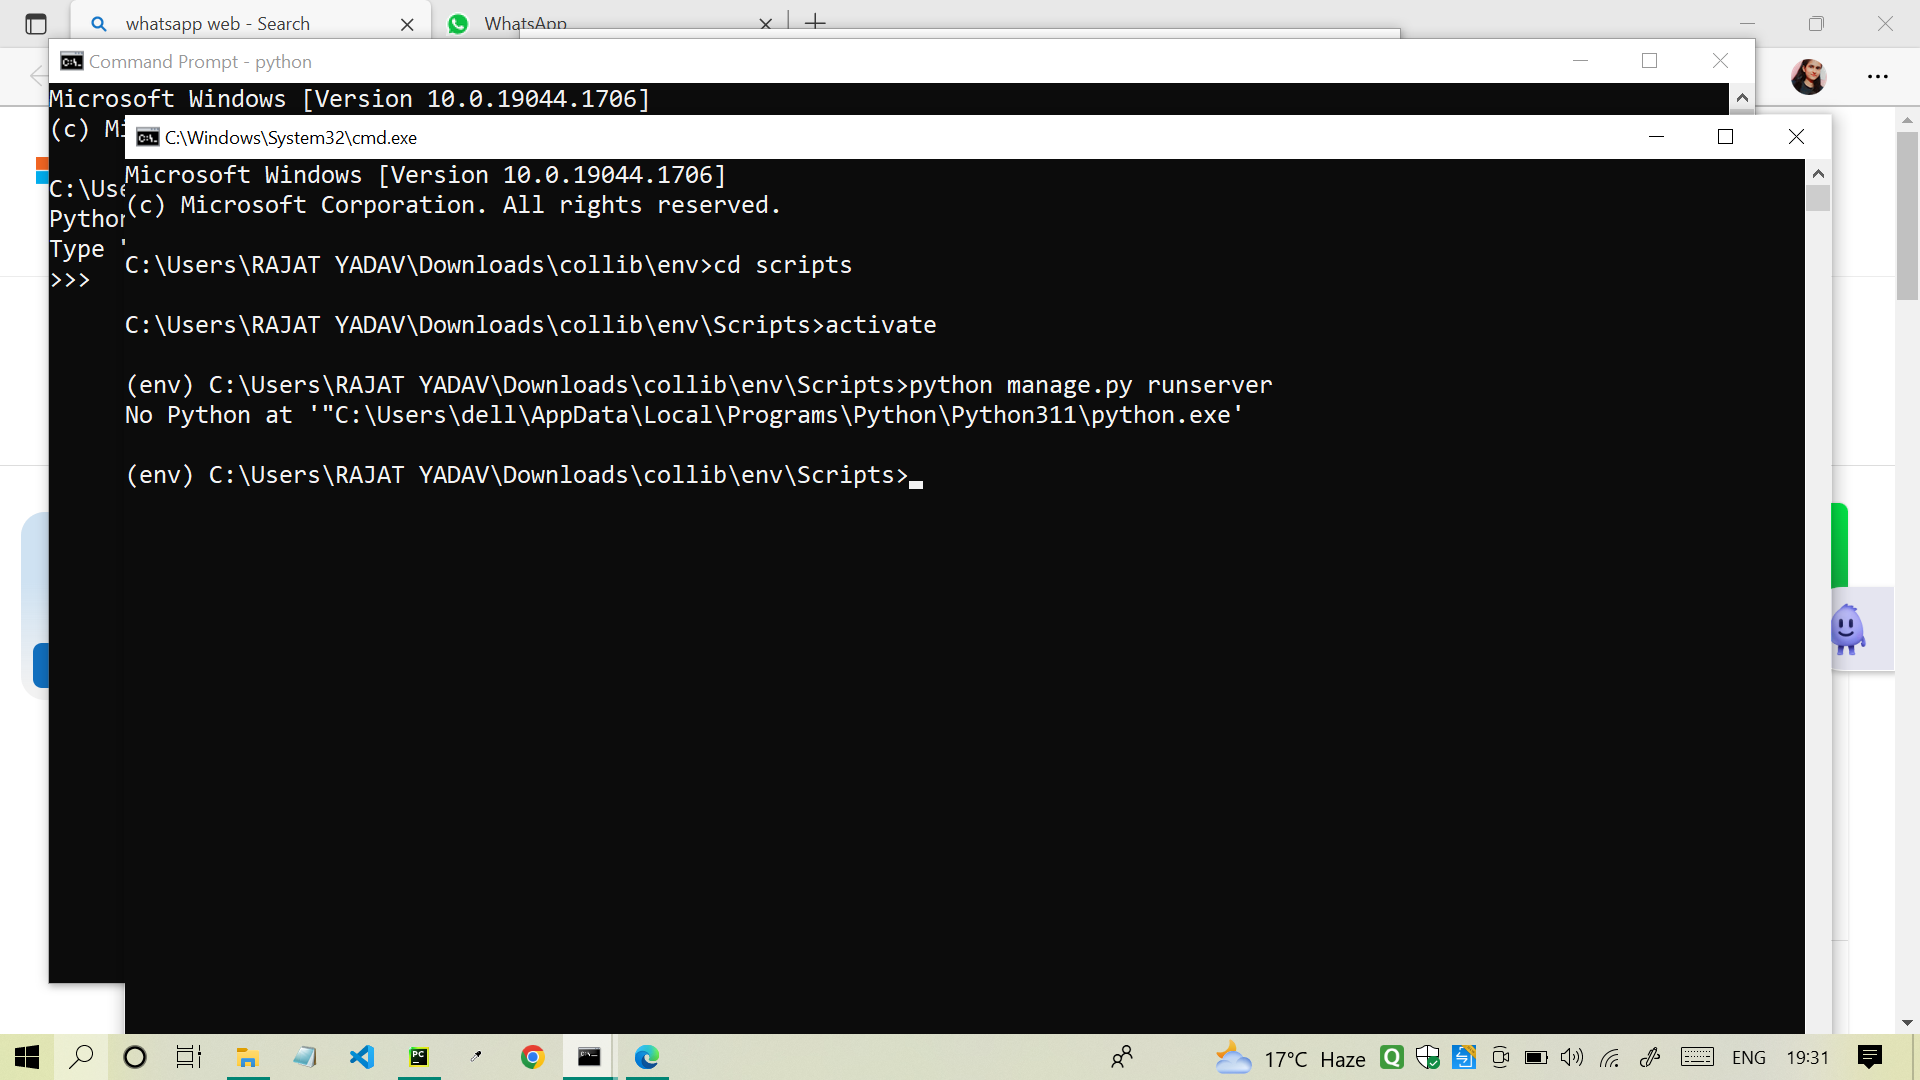 whatsapp web - Search
WhatsApp
Command Prompt - python
Microsoft Windows [Version 10.0.19044.1706]
(c) Mi
C:\Use
Python
Type "
>>>
C:\Windows\System32\cmd.exe
Microsoft Windows [Version 10.0.19044.1706]
(c) Microsoft Corporation. All rights reserved.
C:\Users\RAJAT YADAV\Downloads\collib\env>cd scripts
C:\Users\RAJAT YADAV\Downloads\collib\env\Scripts>activate
(env) C:\Users\RAJAT YADAV\Downloads\collib\env\Scripts>python manage.py runserver
No Python at '"C:\Users\dell\AppData\Local\Programs\Python\Python311\python.exe'
(env) C:\Users\RAJAT YADAV\Downloads\collib\env\Scripts>
17°C Haze
ENG
19:31